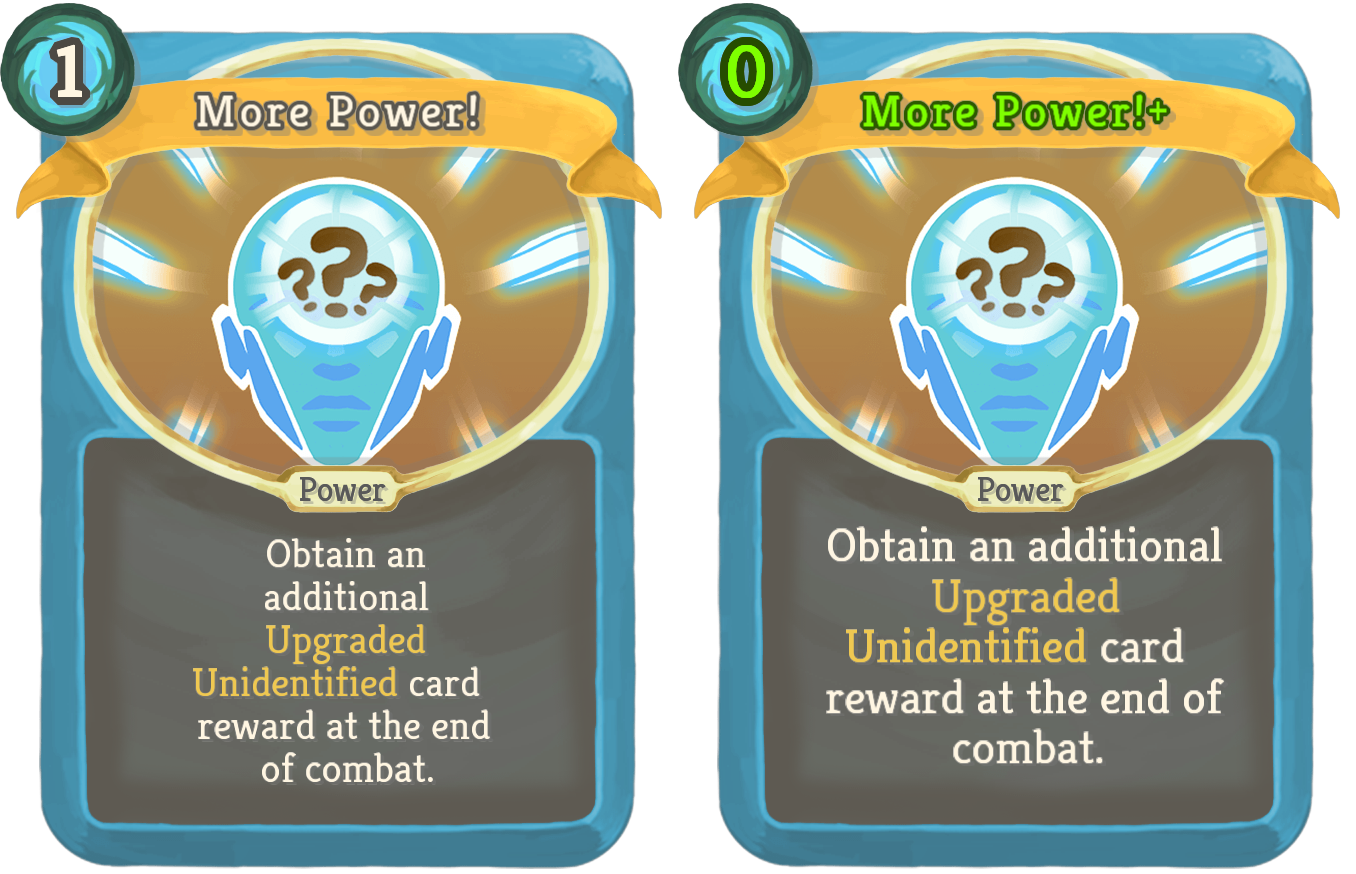 1
More Power!
Power
Obtain an
additional
Upgraded
Unidentified card
reward at the end
of combat.
0
More Power!+
Power
Obtain an additional
Upgraded
Unidentified card
reward at the end of
combat.